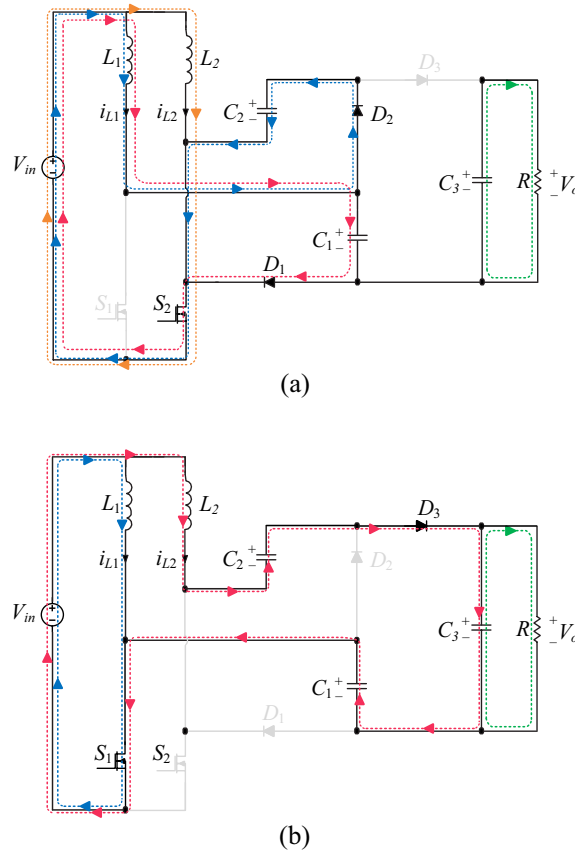 L1 L2 D3
iL1 iL2 C2 + - D2
Vin + - C3 - + R + - Vo
C1 - +
D1
S1 S2
(a)
L1 L2 D3
iL1 iL2 C2 + - D2
Vin + - C3 - + R + -
C1 - +
D1
S1 S2
(b)